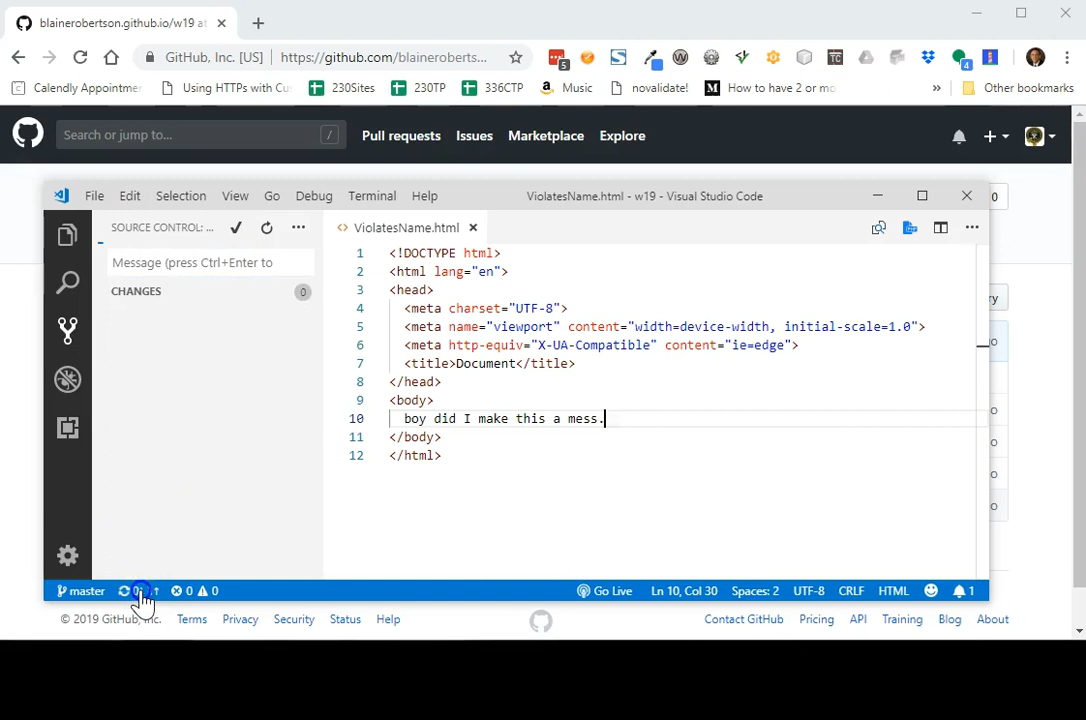 blainerobertson.github.io/w19 at
GitHub, Inc. [US] https://github.com/blaineroberts...
5
TC
4
Calendly Appointmer
Using HTTPs with Cu
230Sites
230TP
336CTP
Music
novalidate!
M How to have 2 or mo
» Other bookmarks
Search or jump to... /
Pull requests Issues Marketplace Explore
File Edit Selection View Go Debug Terminal Help
ViolatesName.html - w19 - Visual Studio Code
0
SOURCE CONTROL: ...
ViolatesName.html
Message (press Ctrl+Enter to
CHANGES 0
1 <!DOCTYPE html>
2 <html lang="en">
3 <head>
4 <meta charset="UTF-8">
5 <meta name="viewport" content="width=device-width, initial-scale=1.0">
6 <meta http-equiv="X-UA-Compatible" content="ie=edge">
7 <title>Document</title>
8 </head>
9 <body>
10 boy did I make this a mess.
11 </body>
12 </html>
ry
o
o
o
o
o
master
0 0
Go Live
Ln 10, Col 30
Spaces: 2
UTF-8
CRLF
HTML
1
© 2019 GitHub, Inc. Terms Privacy Security Status Help
Contact GitHub Pricing API Training Blog About